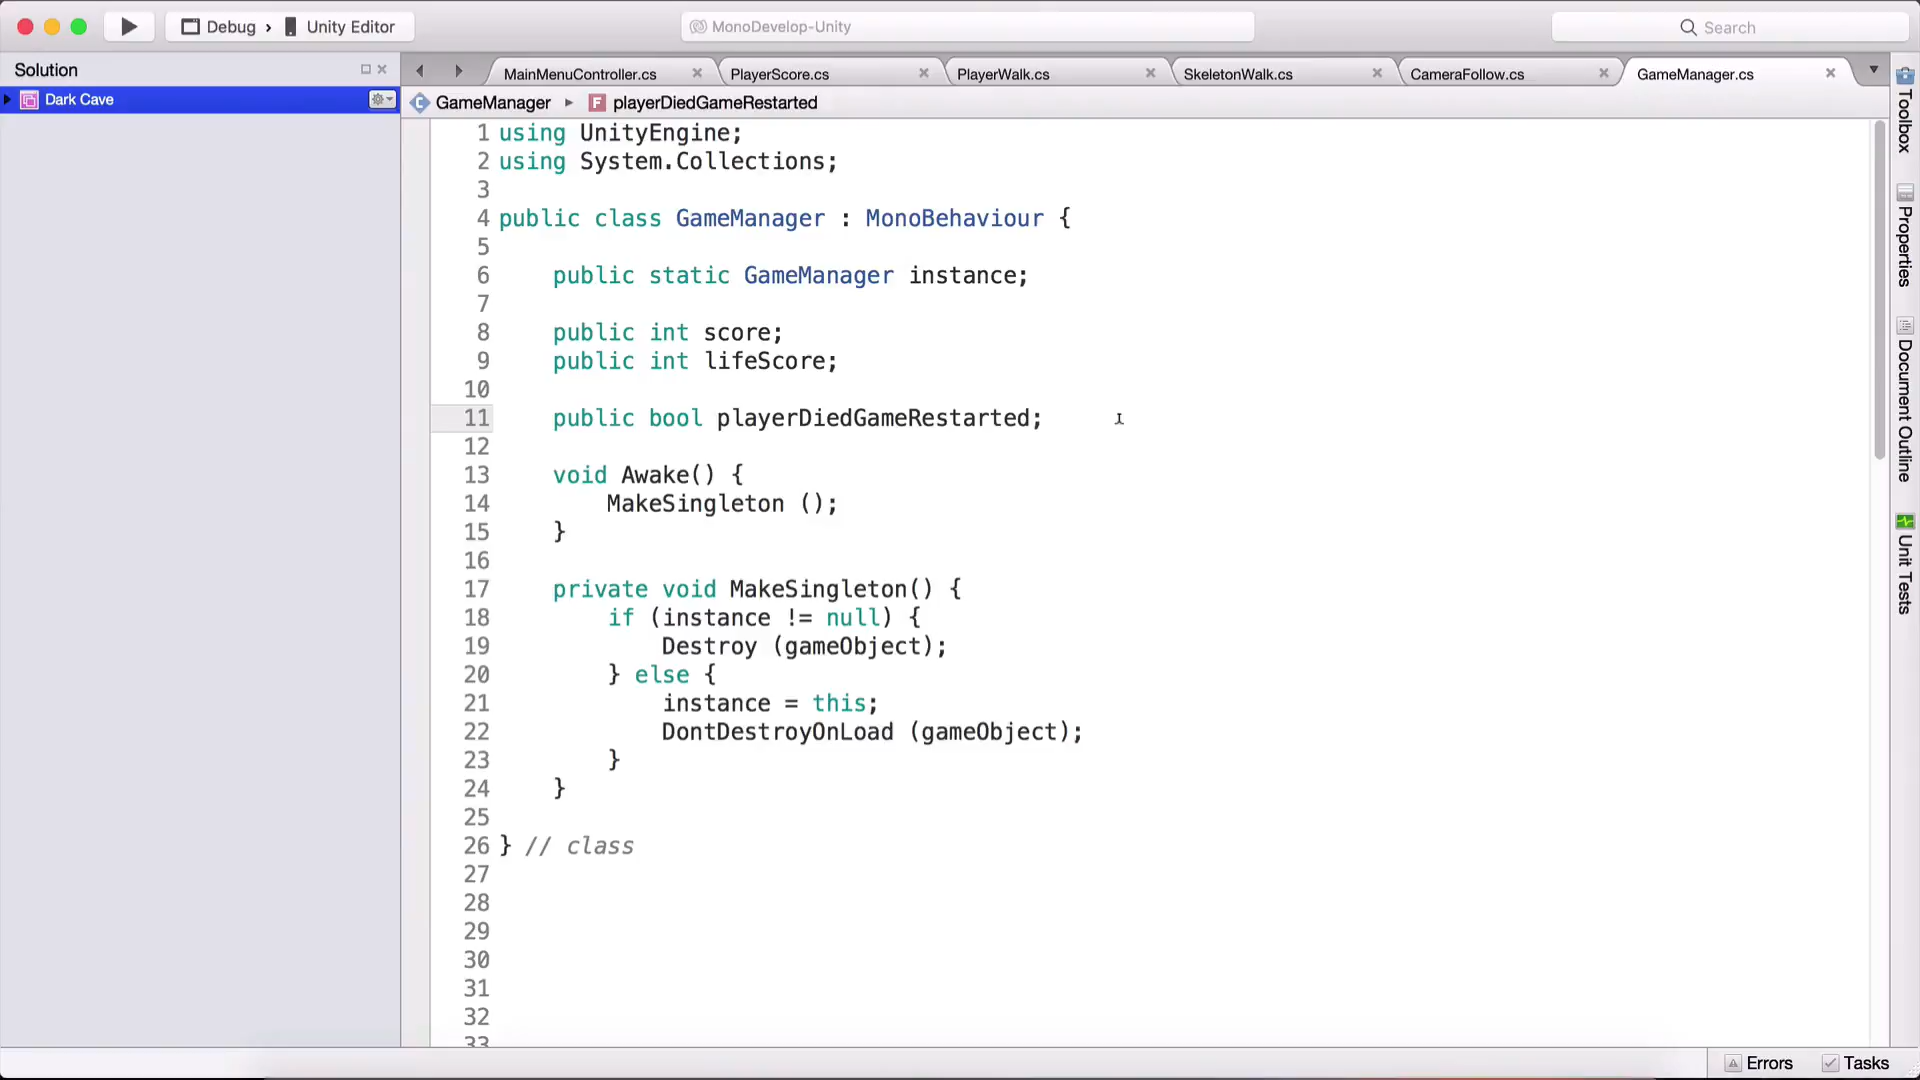 Debug › Unity Editor
MonoDevelop-Unity
Search
Solution
Dark Cave
MainMenuController.cs
PlayerScore.cs
PlayerWalk.cs
SkeletonWalk.cs
CameraFollow.cs
GameManager.cs
GameManager ▸ F playerDiedGameRestarted
1 using UnityEngine;
2 using System.Collections;
3
4 public class GameManager : MonoBehaviour {
5
6 public static GameManager instance;
7
8 public int score;
9 public int lifeScore;
10
11 public bool playerDiedGameRestarted;
12
13 void Awake() {
14 MakeSingleton ();
15 }
16
17 private void MakeSingleton() {
18 if (instance != null) {
19 Destroy (gameObject);
20 } else {
21 instance = this;
22 DontDestroyOnLoad (gameObject);
23 }
24 }
25
26 } // class
27
28
29
30
31
32
33
Toolbox
Properties
Document Outline
Unit Tests
Errors
Tasks